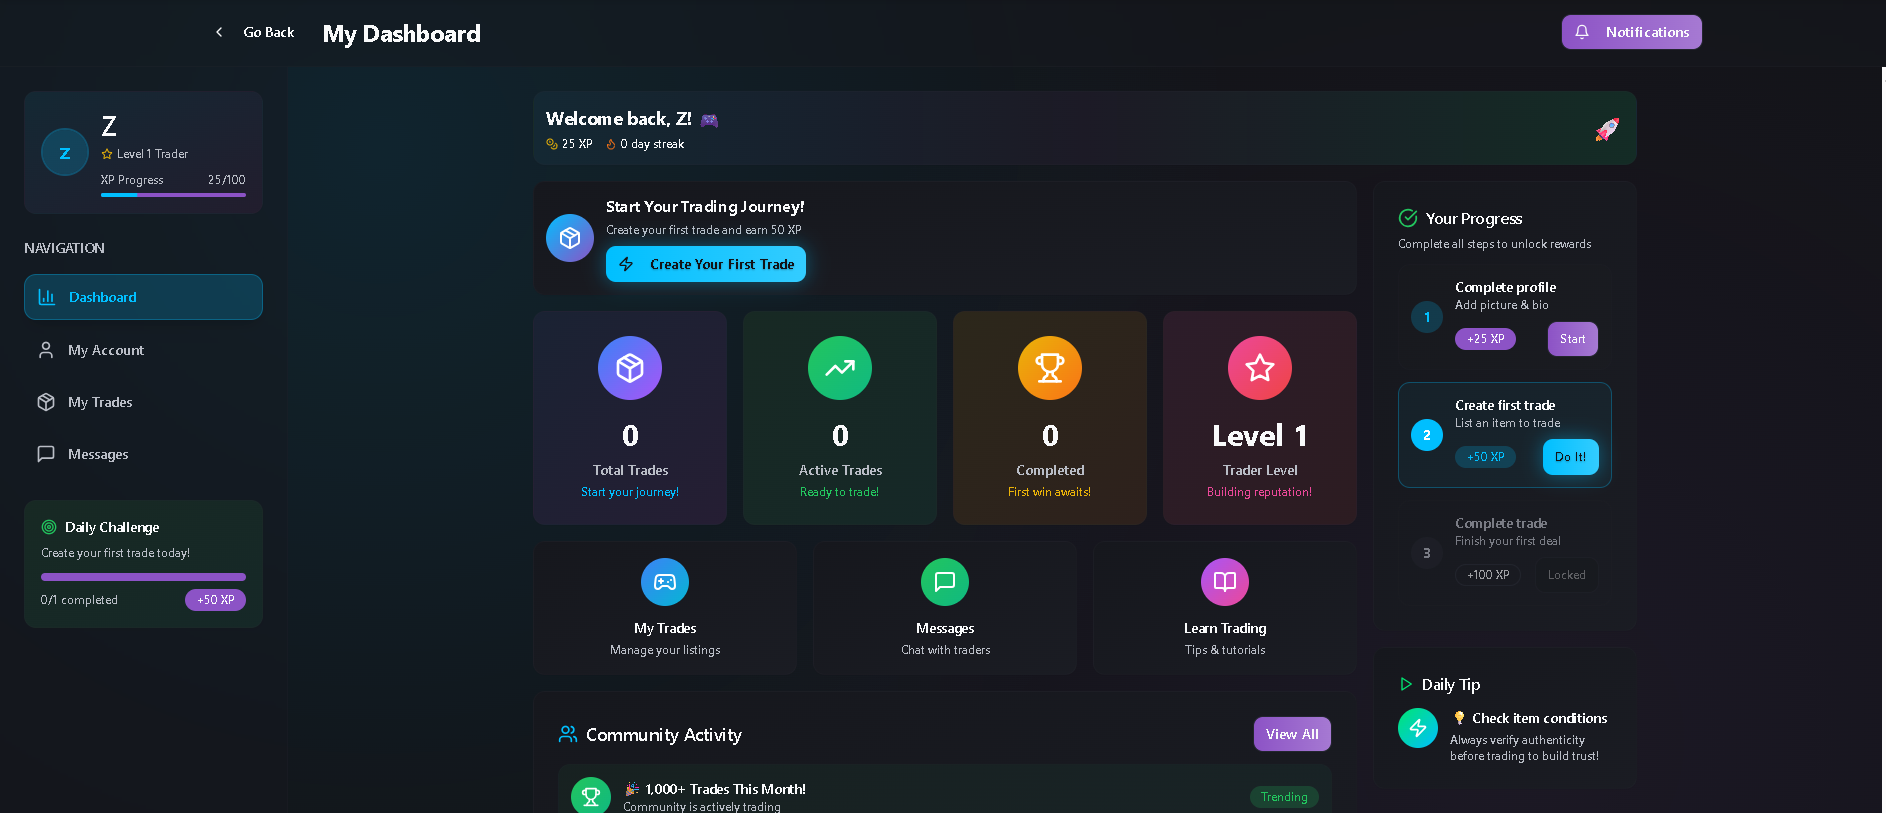 Go Back
My Dashboard
Notifications
Z
Z
Level 1 Trader
XP Progress 25/100
NAVIGATION
Dashboard
My Account
My Trades
Messages
Daily Challenge
Create your first trade today!
0/1 completed
+50 XP
Welcome back, Z! 🎮
25 XP 0 day streak
🚀
Start Your Trading Journey!
Create your first trade and earn 50 XP
Create Your First Trade
0
Total Trades
Start your journey!
0
Active Trades
Ready to trade!
0
Completed
First win awaits!
Level 1
Trader Level
Building reputation!
My Trades
Manage your listings
Messages
Chat with traders
Learn Trading
Tips & tutorials
Community Activity
View All
🎉 1,000+ Trades This Month!
Community is actively trading
Trending
Your Progress
Complete all steps to unlock rewards
1
Complete profile
Add picture & bio
+25 XP
Start
2
Create first trade
List an item to trade
+50 XP
Do It!
3
Complete trade
Finish your first deal
+100 XP
Locked
Daily Tip
💡 Check item conditions
Always verify authenticity
before trading to build trust!